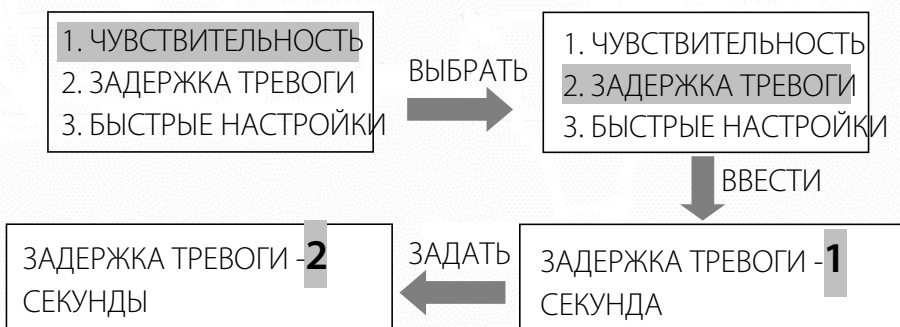 1. ЧУВСТВИТЕЛЬНОСТЬ
2. ЗАДЕРЖКА ТРЕВОГИ
3. БЫСТРЫЕ НАСТРОЙКИ
ВЫБРАТЬ
1. ЧУВСТВИТЕЛЬНОСТЬ
2. ЗАДЕРЖКА ТРЕВОГИ
3. БЫСТРЫЕ НАСТРОЙКИ
ВВЕСТИ
ЗАДЕРЖКА ТРЕВОГИ -1
СЕКУНДА
ЗАДАТЬ
ЗАДЕРЖКА ТРЕВОГИ -2
СЕКУНДЫ